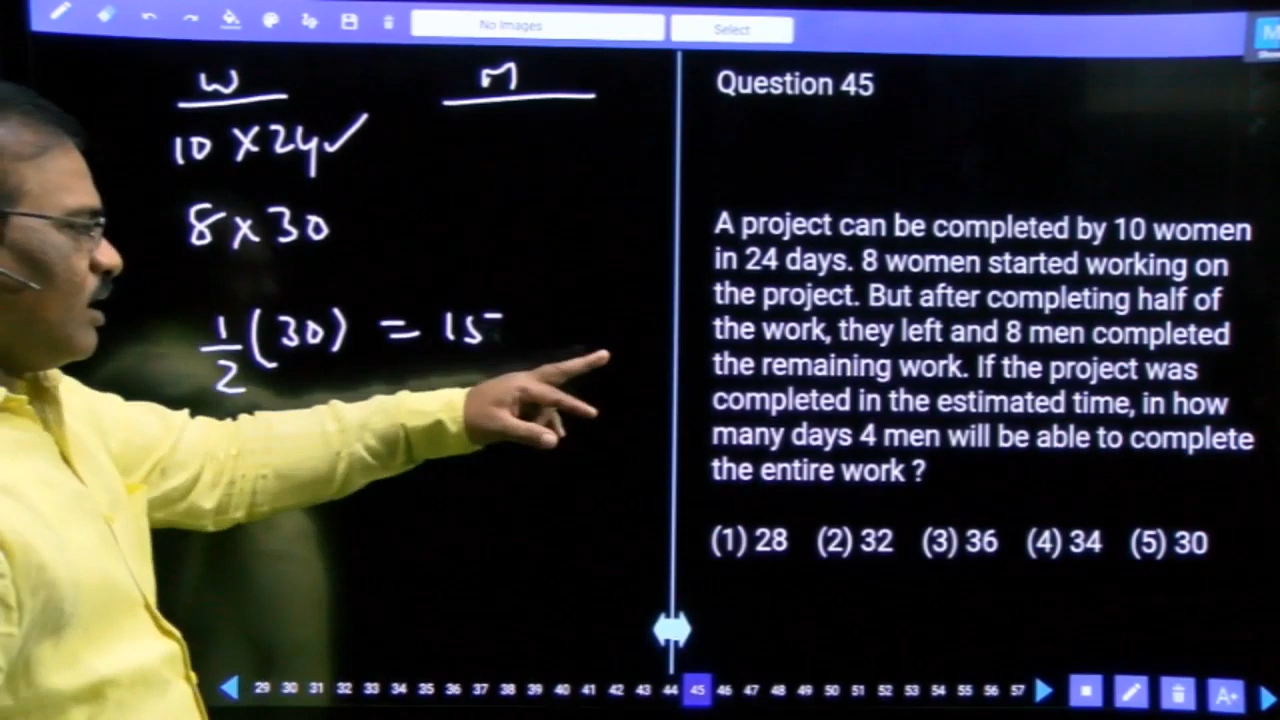 No Images
Select
W
M
10 × 24 ✓
8 × 30
1/2 (30) = 15
Question 45
A project can be completed by 10 women
in 24 days. 8 women started working on
the project. But after completing half of
the work, they left and 8 men completed
the remaining work. If the project was
completed in the estimated time, in how
many days 4 men will be able to complete
the entire work ?
(1) 28 (2) 32 (3) 36 (4) 34 (5) 30
29 30 31 32 33 34 35 36 37 38 39 40 41 42 43 44 45 46 47 48 49 50 51 52 53 54 55 56 57
A+